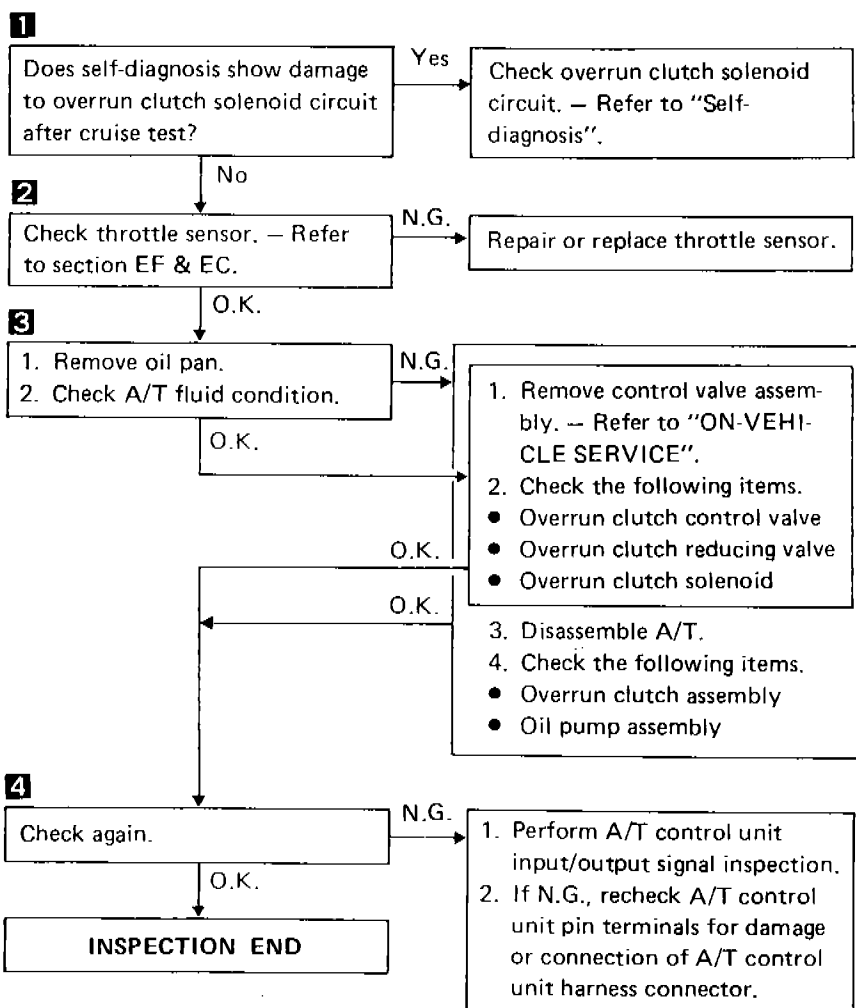 1
Does self-diagnosis show damage
to overrun clutch solenoid circuit
after cruise test?
Yes
Check overrun clutch solenoid
circuit. — Refer to "Self-
diagnosis".
No
2
Check throttle sensor. — Refer
to section EF & EC.
N.G.
Repair or replace throttle sensor.
O.K.
3
1. Remove oil pan.
2. Check A/T fluid condition.
N.G.
O.K.
1. Remove control valve assem-
bly. — Refer to "ON-VEHI-
CLE SERVICE".
2. Check the following items.
● Overrun clutch control valve
● Overrun clutch reducing valve
● Overrun clutch solenoid
O.K.
O.K.
3. Disassemble A/T.
4. Check the following items.
● Overrun clutch assembly
● Oil pump assembly
4
Check again.
N.G.
1. Perform A/T control unit
input/output signal inspection.
2. If N.G., recheck A/T control
unit pin terminals for damage
or connection of A/T control
unit harness connector.
O.K.
INSPECTION END